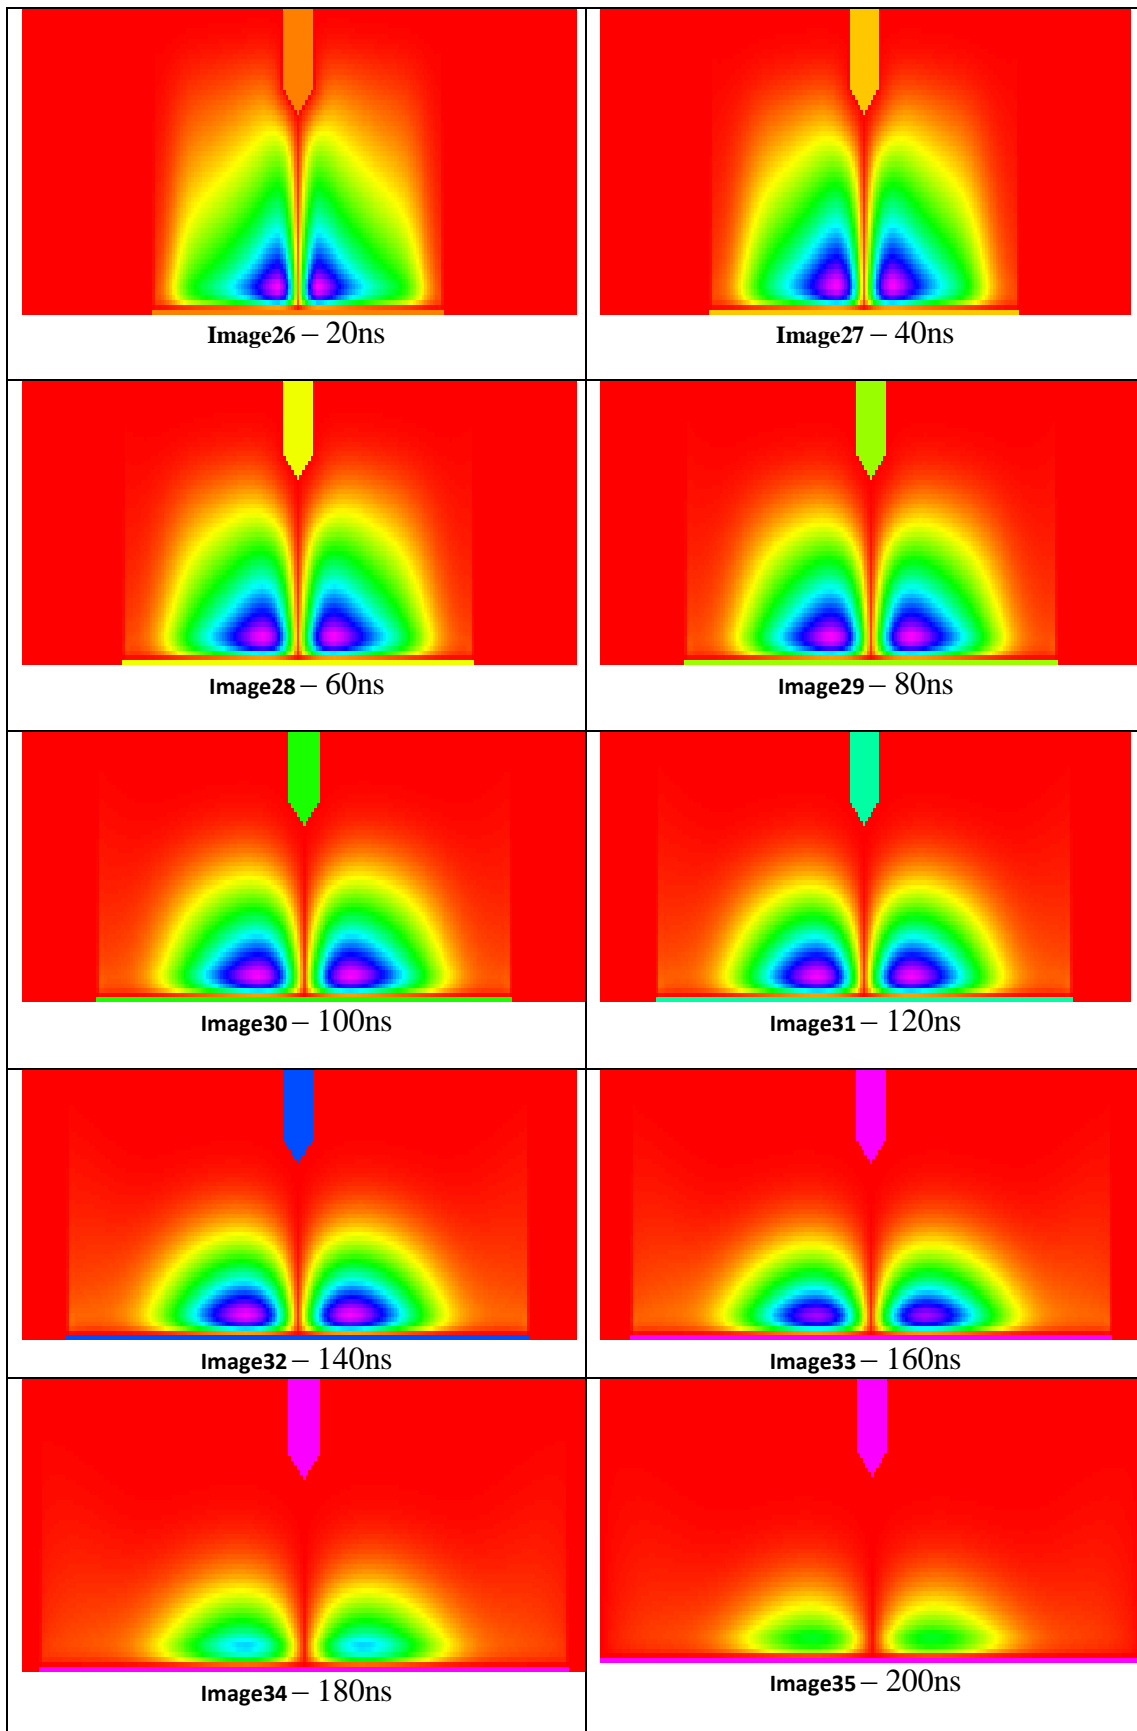 Image26 – 20ns
Image27 – 40ns
Image28 – 60ns
Image29 – 80ns
Image30 – 100ns
Image31 – 120ns
Image32 – 140ns
Image33 – 160ns
Image34 – 180ns
Image35 – 200ns